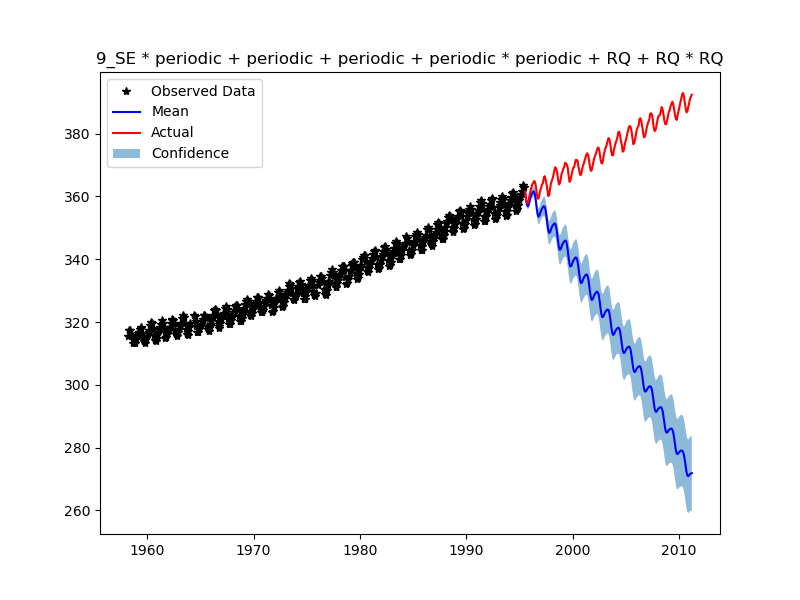 9_SE * periodic + periodic + periodic + periodic * periodic + RQ + RQ * RQ
Observed Data
Mean
Actual
Confidence
380
360
340
320
300
280
260
1960 1970 1980 1990 2000 2010